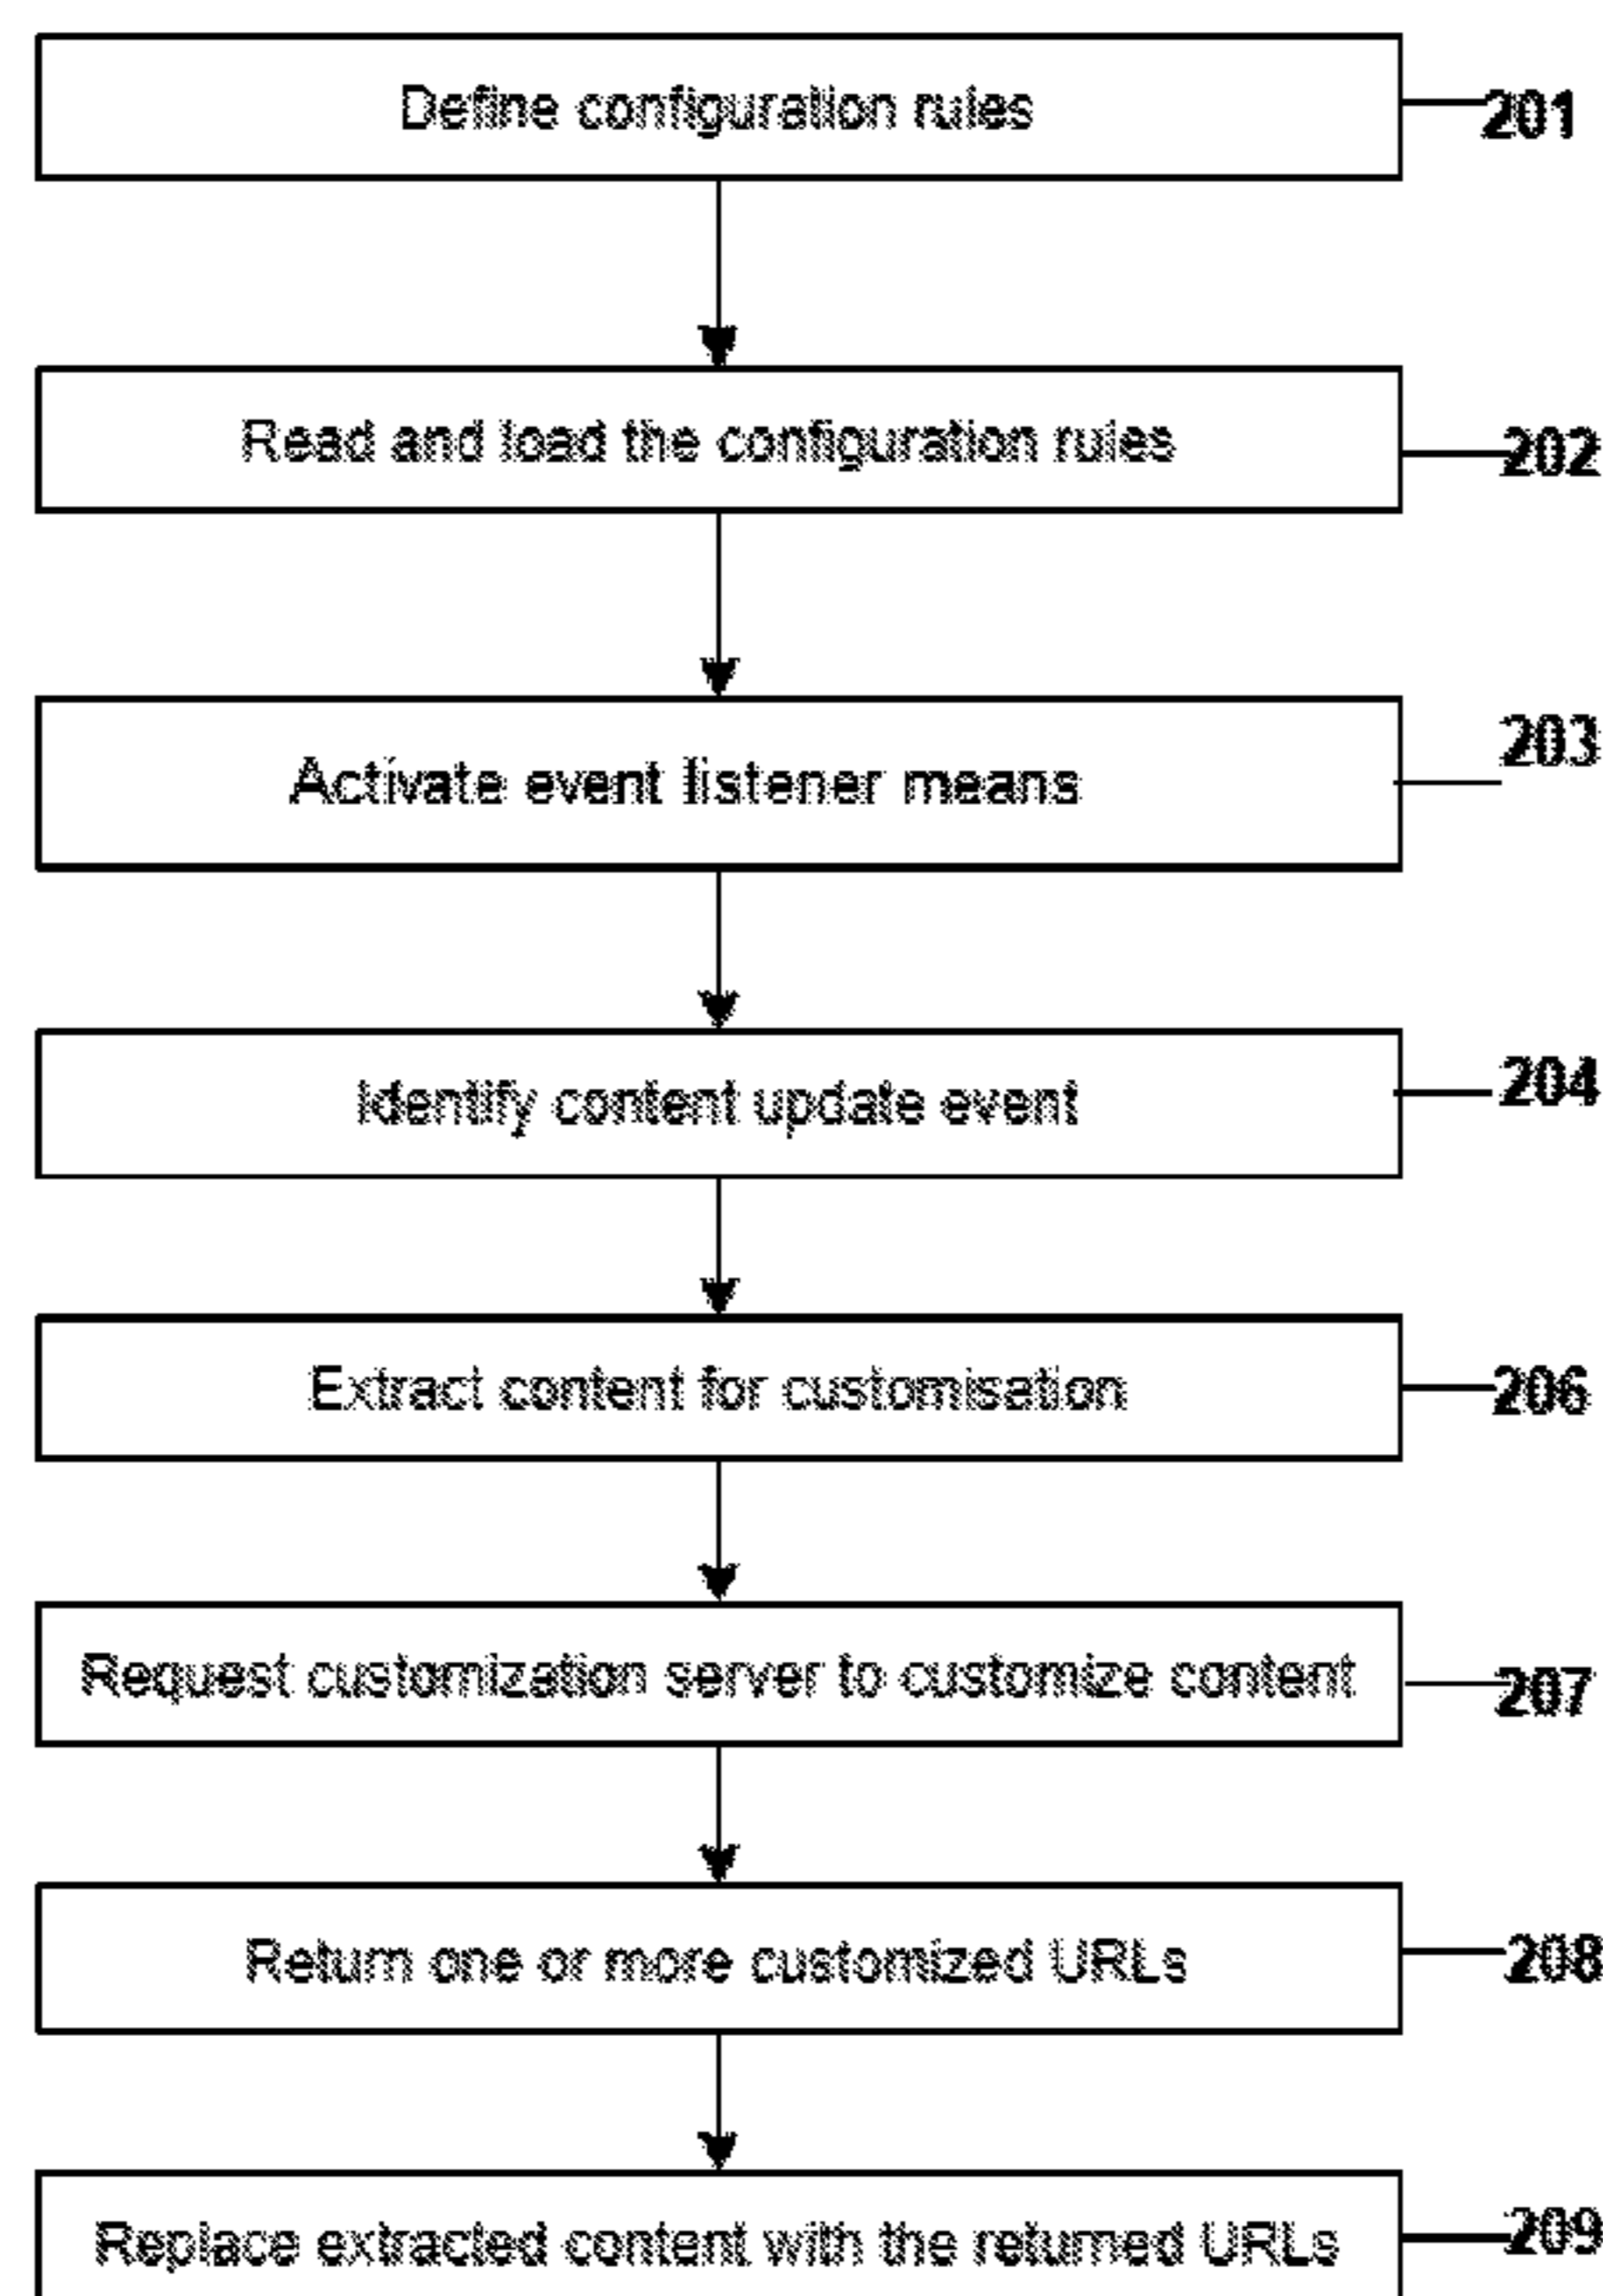 Define configuration rules 201
Read and load the configuration rules 202
Activate event listener means 203
Identify content update event 204
Extract content for customisation 206
Request customization server to customize content 207
Return one or more customized URLs 208
Replace extracted content with the returned URLs 209